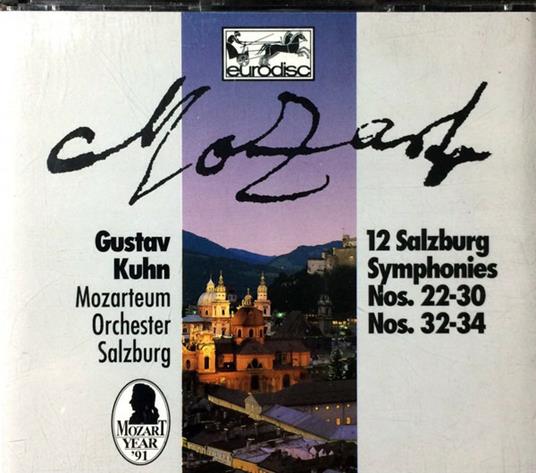 eurodisc
Mozart
Gustav
Kuhn
Mozarteum
Orchester
Salzburg
12 Salzburg
Symphonies
Nos. 22-30
Nos. 32-34
MOZART
YEAR
'91